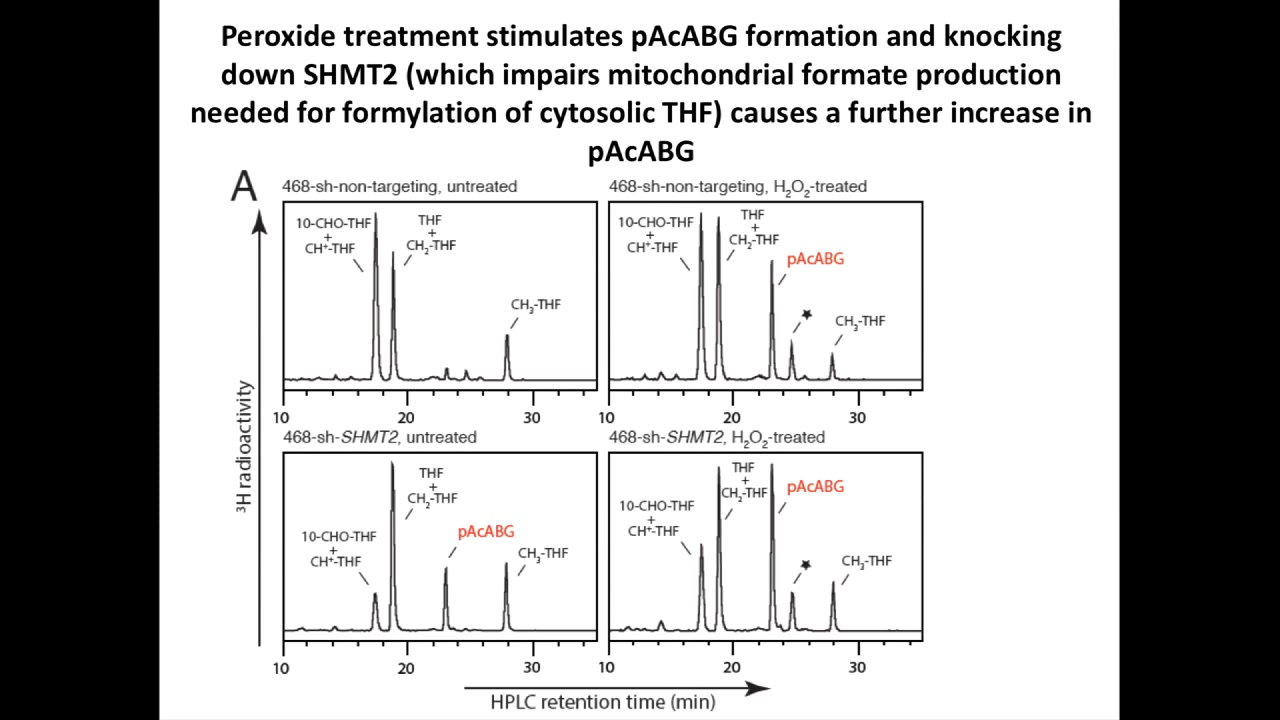 Peroxide treatment stimulates pAcABG formation and knocking
down SHMT2 (which impairs mitochondrial formate production
needed for formylation of cytosolic THF) causes a further increase in
pAcABG
A
468-sh-non-targeting, untreated
10-CHO-THF
+
CH⁺-THF
THF
+
CH₂-THF
CH₃-THF
10
20
30
468-sh-non-targeting, H₂O₂-treated
10-CHO-THF
+
CH⁺-THF
THF
+
CH₂-THF
pAcABG
★
CH₃-THF
10
20
30
468-sh-SHMT2, untreated
10-CHO-THF
+
CH⁺-THF
THF
+
CH₂-THF
pAcABG
CH₃-THF
10
20
30
468-sh-SHMT2, H₂O₂-treated
10-CHO-THF
+
CH⁺-THF
THF
+
CH₂-THF
pAcABG
★
CH₃-THF
10
20
30
³H radioactivity
HPLC retention time (min)